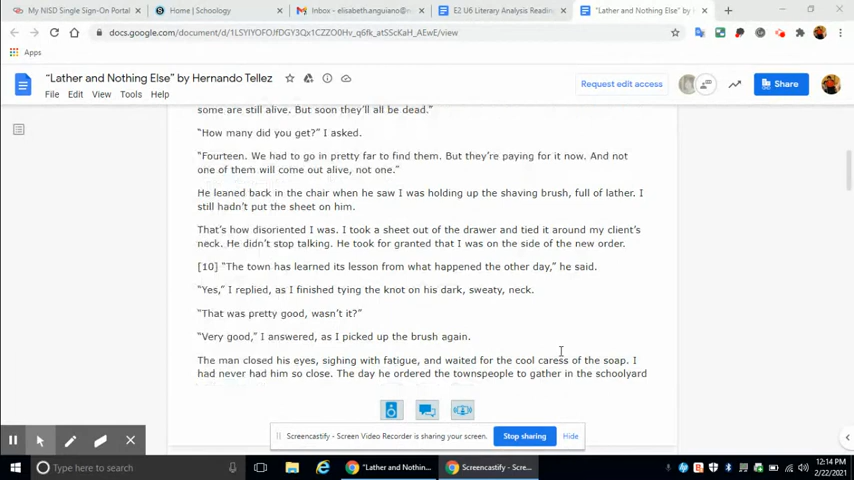 My NISD Single Sign-On Portal
Home | Schoology
Inbox - elisabeth.anguiano@
E2 U6 Literary Analysis Readin
"Lather and Nothing Else" by H
docs.google.com/document/d/1LSYIYOFOJfDGY3Qx1CZZO0Hv_q6fk_atSScKaH_AEwE/view
Apps
"Lather and Nothing Else" by Hernando Tellez
Request edit access
Share
File Edit View Tools Help
some are still alive. But soon they'll all be dead."
"How many did you get?" I asked.
"Fourteen. We had to go in pretty far to find them. But they're paying for it now. And not
one of them will come out alive, not one."
He leaned back in the chair when he saw I was holding up the shaving brush, full of lather. I
still hadn't put the sheet on him.
That's how disoriented I was. I took a sheet out of the drawer and tied it around my client's
neck. He didn't stop talking. He took for granted that I was on the side of the new order.
[10] "The town has learned its lesson from what happened the other day," he said.
"Yes," I replied, as I finished tying the knot on his dark, sweaty, neck.
"That was pretty good, wasn't it?"
"Very good," I answered, as I picked up the brush again.
The man closed his eyes, sighing with fatigue, and waited for the cool caress of the soap. I
had never had him so close. The day he ordered the townspeople to gather in the schoolyard
Screencastify - Screen Video Recorder is sharing your screen.
Stop sharing
Hide
Type here to search
"Lather and Nothin...
Screencastify - Scre...
12:14 PM
2/22/2021